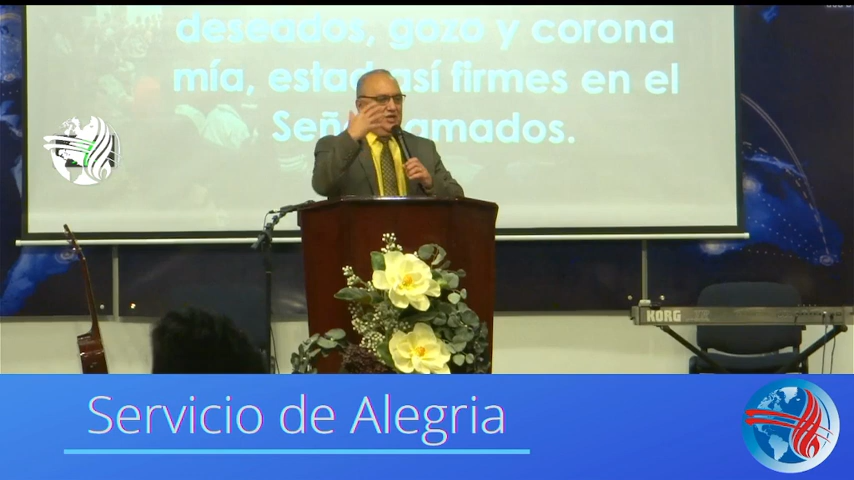 deseados, gozo y corona
mía, estad así firmes en el
amados.
KORG
Servicio de Alegria